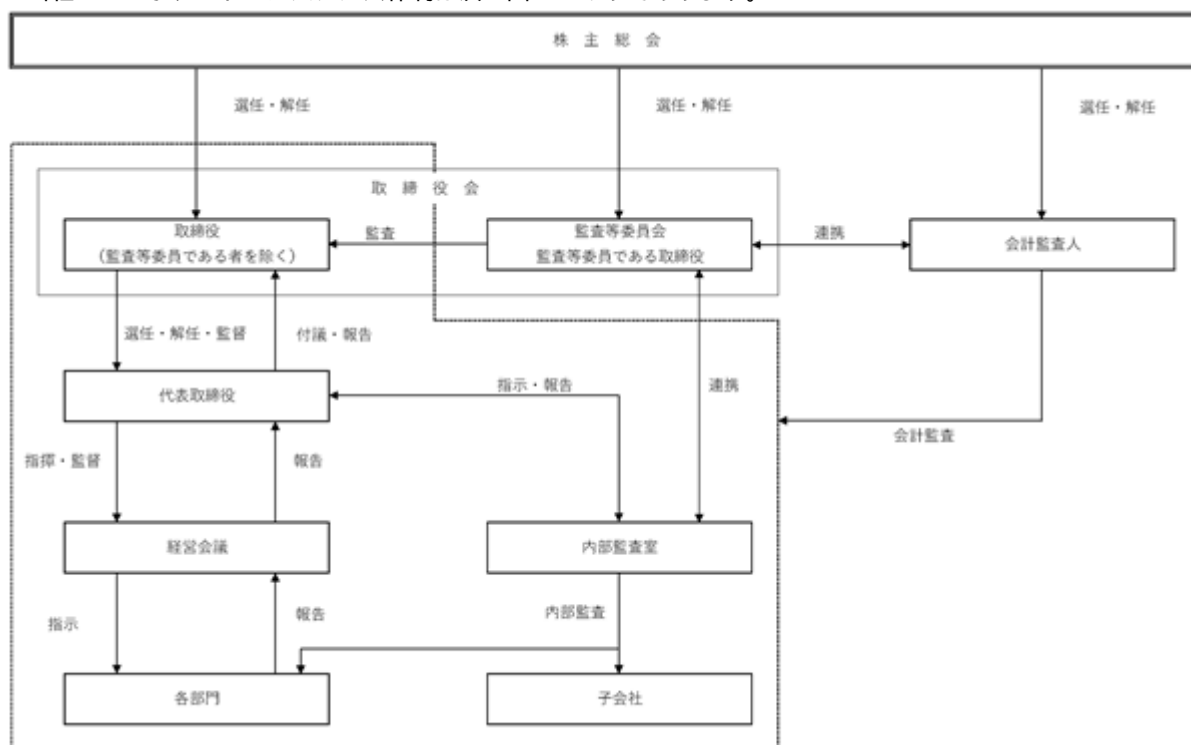 株 主 総 会
選任・解任
選任・解任
選任・解任
取 締 役 会
取締役
（監査等委員である者を除く）
監査
監査等委員会
監査等委員である取締役
連携
会計監査人
選任・解任・監督
付議・報告
代表取締役
指示・報告
連携
会計監査
指揮・監督
報告
経営会議
内部監査室
指示
報告
内部監査
各部門
子会社